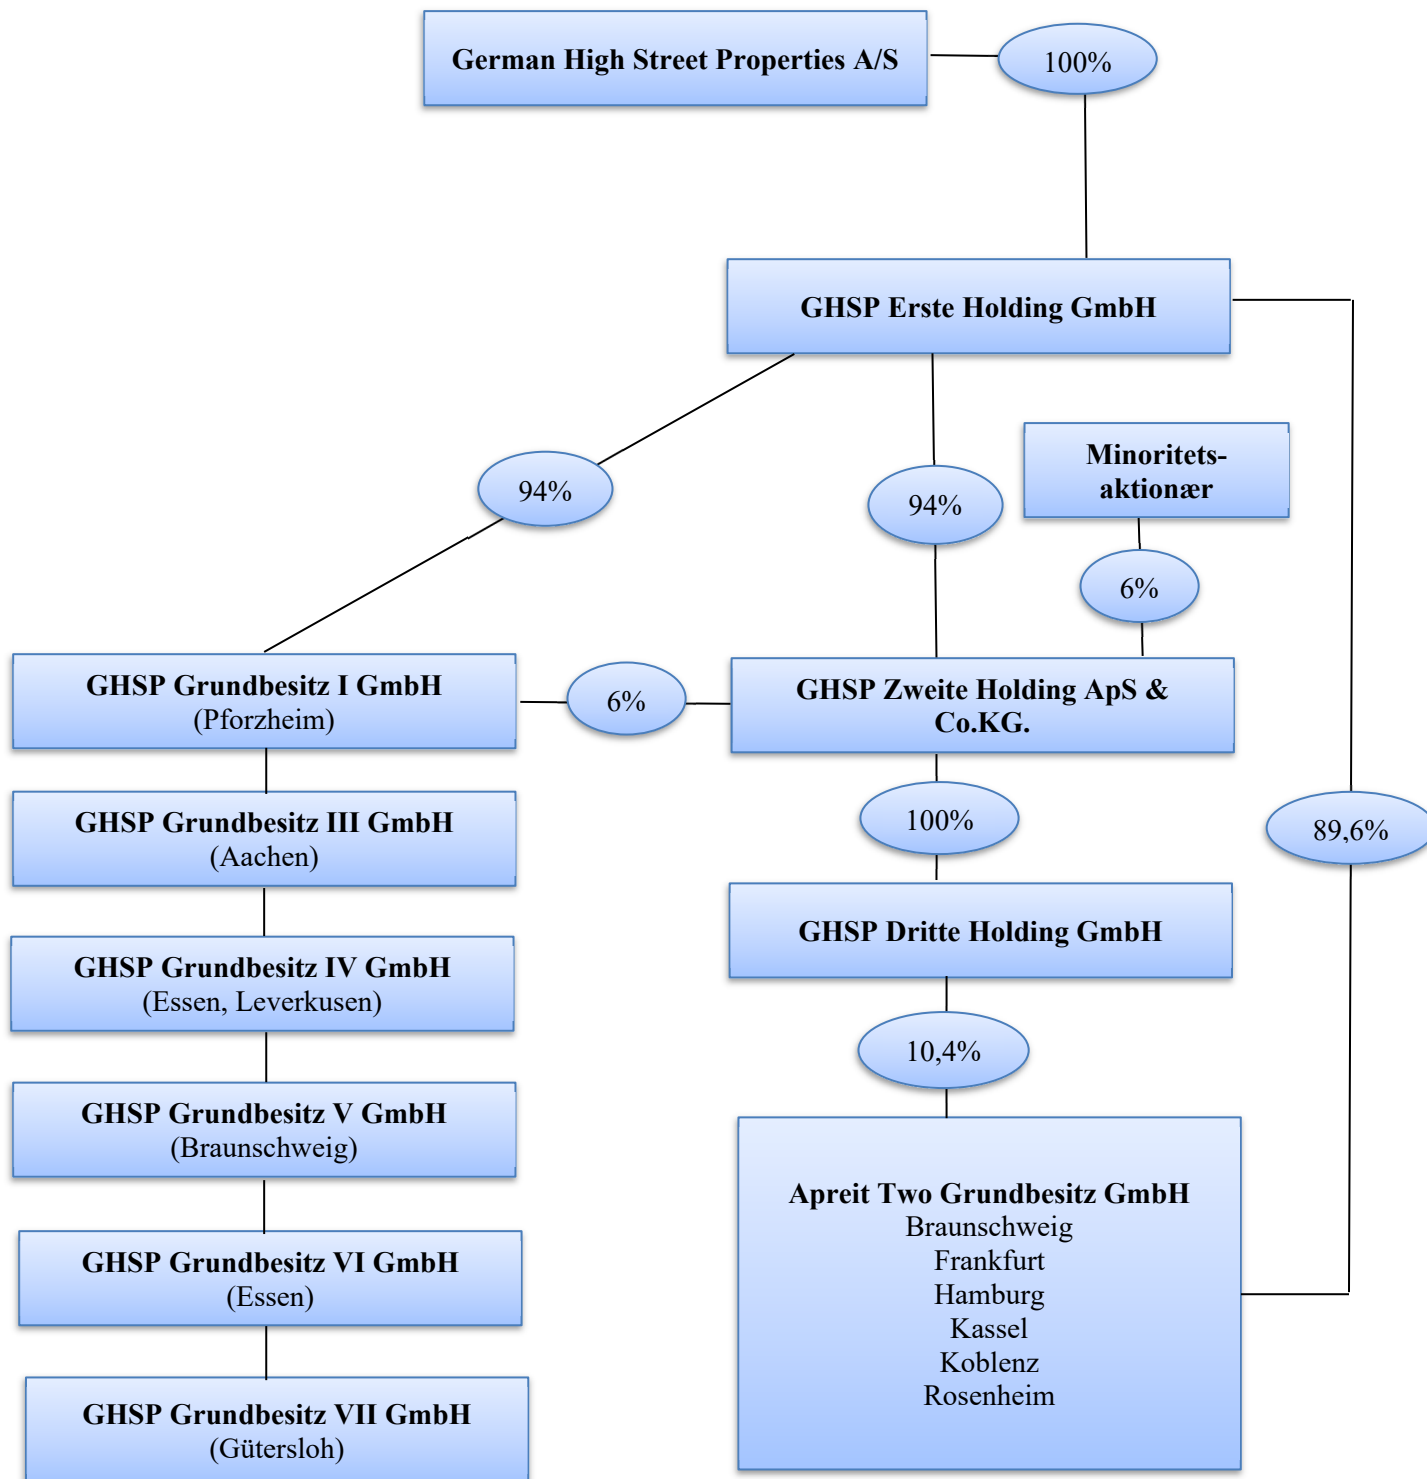 German High Street Properties A/S
100%
GHSP Erste Holding GmbH
Minoritets-
aktionær
94%
94%
6%
GHSP Grundbesitz I GmbH
(Pforzheim)
6%
GHSP Zweite Holding ApS &
Co.KG.
GHSP Grundbesitz III GmbH
(Aachen)
100%
89,6%
GHSP Dritte Holding GmbH
GHSP Grundbesitz IV GmbH
(Essen, Leverkusen)
10,4%
GHSP Grundbesitz V GmbH
(Braunschweig)
Apreit Two Grundbesitz GmbH
Braunschweig
Frankfurt
Hamburg
Kassel
Koblenz
Rosenheim
GHSP Grundbesitz VI GmbH
(Essen)
GHSP Grundbesitz VII GmbH
(Gütersloh)